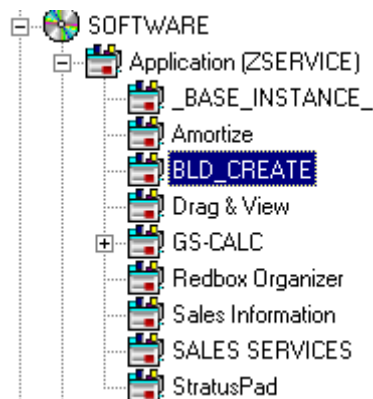 SOFTWARE
Application (ZSERVICE)
_BASE_INSTANCE_
Amortize
BLD_CREATE
Drag & View
GS-CALC
Redbox Organizer
Sales Information
SALES SERVICES
StratusPad